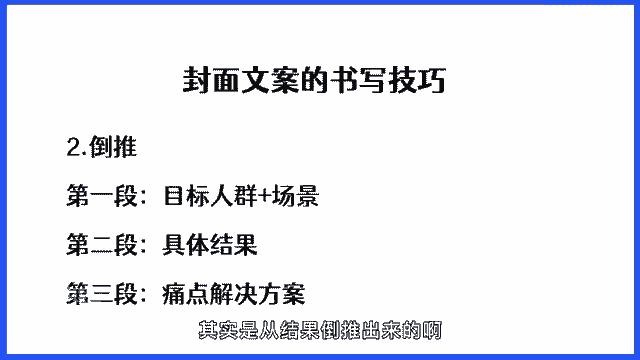 封面文案的书写技巧
2.倒推
第一段：目标人群+场景
第二段：具体结果
第三段：痛点解决方案
其实是从结果倒推出来的啊